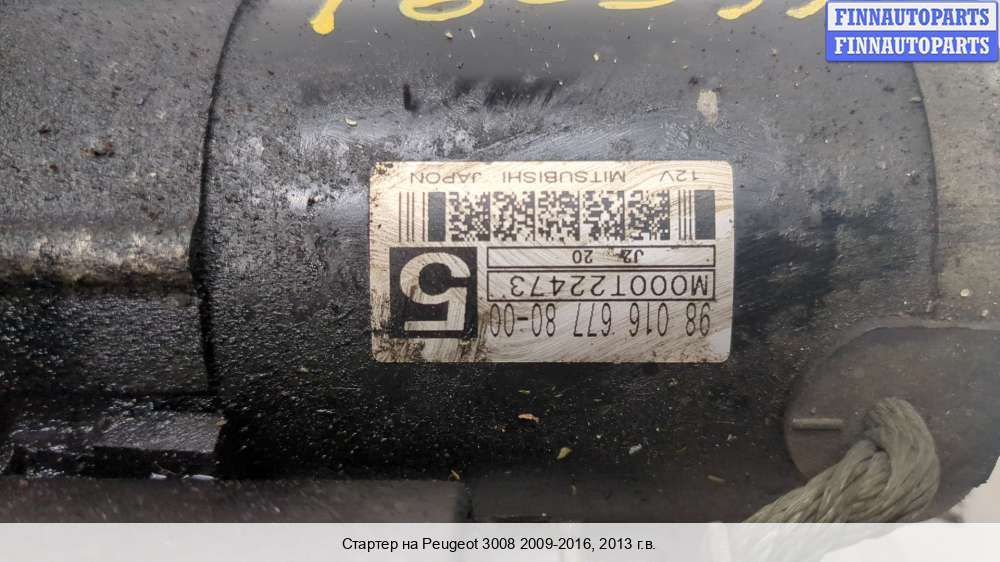 FINNAUTOPARTS
FINNAUTOPARTS
98 016 677 80-00
M000T22473
J2 20
5
12V MITSUBISHI JAPON
Стартер на Peugeot 3008 2009-2016, 2013 г.в.